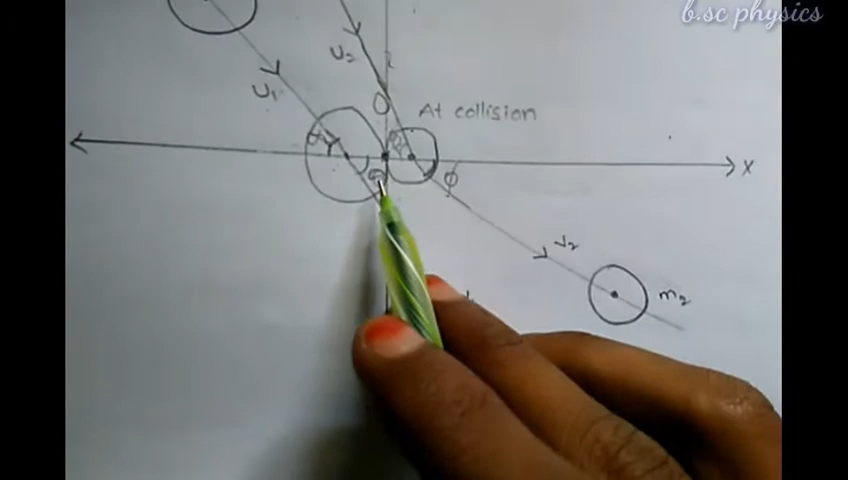 b.sc physics
U₂
U₁
O
At collision
α
β
θ
ϕ
X
V₂
m₂